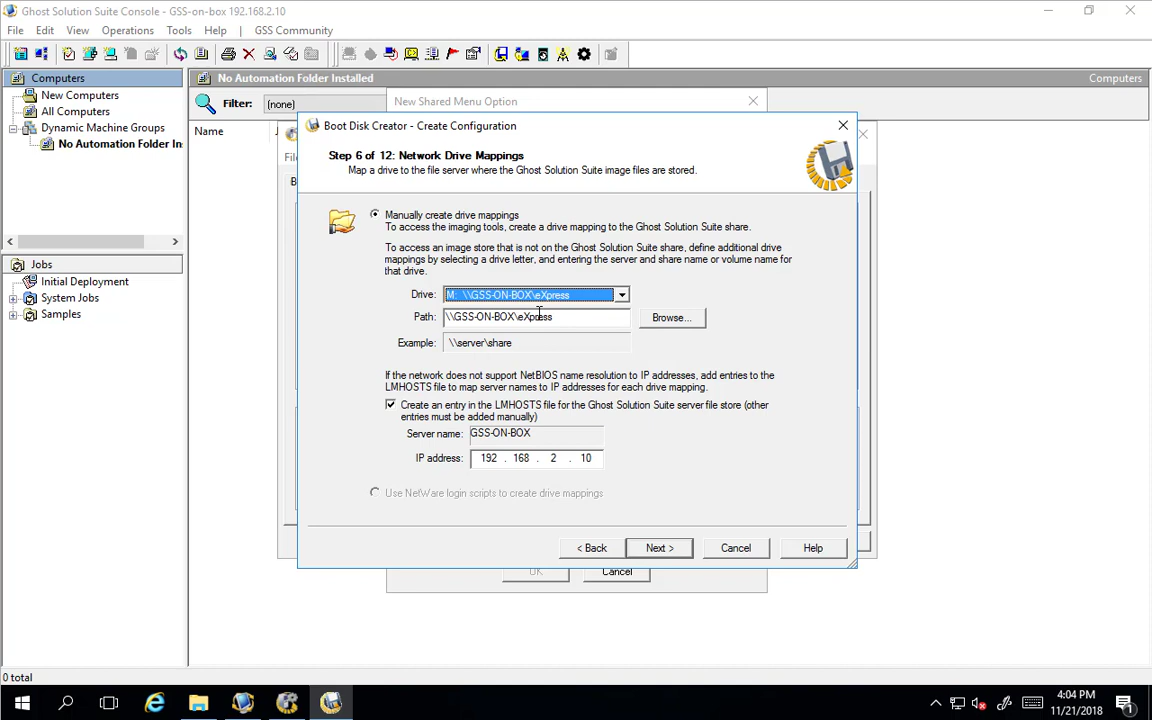 Ghost Solution Suite Console - GSS-on-box 192.168.2.10
File Edit View Operations Tools Help GSS Community
Computers
No Automation Folder Installed
Computers
New Computers
All Computers
Dynamic Machine Groups
No Automation Folder In
Filter: (none)
Name
New Shared Menu Option
Boot Disk Creator - Create Configuration
Step 6 of 12: Network Drive Mappings
Map a drive to the file server where the Ghost Solution Suite image files are stored.
Manually create drive mappings
To access the imaging tools, create a drive mapping to the Ghost Solution Suite share.
To access an image store that is not on the Ghost Solution Suite share, define additional drive
mappings by selecting a drive letter, and entering the server and share name or volume name for
that drive.
Drive: M: \\GSS-ON-BOX\eXpress
Path: \\GSS-ON-BOX\eXpress Browse...
Example: \\server\share
If the network does not support NetBIOS name resolution to IP addresses, add entries to the
LMHOSTS file to map server names to IP addresses for each drive mapping.
Create an entry in the LMHOSTS file for the Ghost Solution Suite server file store (other
entries must be added manually)
Server name: GSS-ON-BOX
IP address: 192 . 168 . 2 . 10
Use NetWare login scripts to create drive mappings
< Back Next > Cancel Help
OK Cancel
Jobs
Initial Deployment
System Jobs
Samples
0 total
4:04 PM
11/21/2018
1